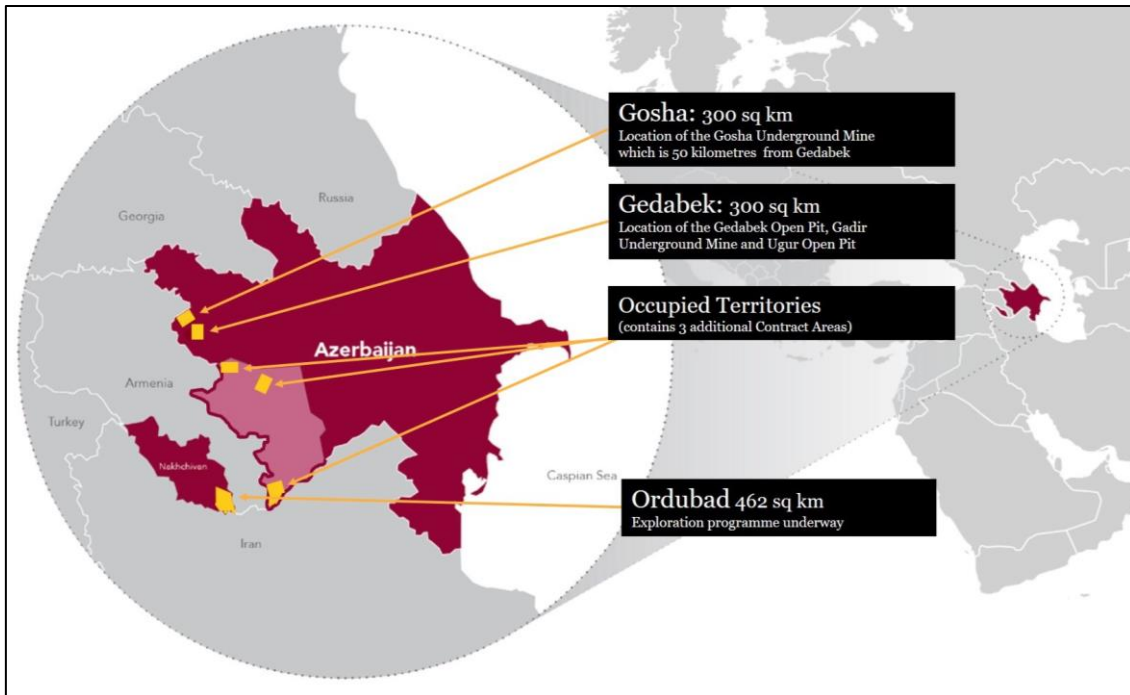 Gosha: 300 sq km
Location of the Gosha Underground Mine
which is 50 kilometres from Gedabek
Russia
Georgia
Gedabek: 300 sq km
Location of the Gedabek Open Pit, Gadir
Underground Mine and Ugur Open Pit
Occupied Territories
(contains 3 additional Contract Areas)
Azerbaijan
Armenia
Turkey
Nakhchivan
Caspian Sea
Ordubad 462 sq km
Exploration programme underway
Iran